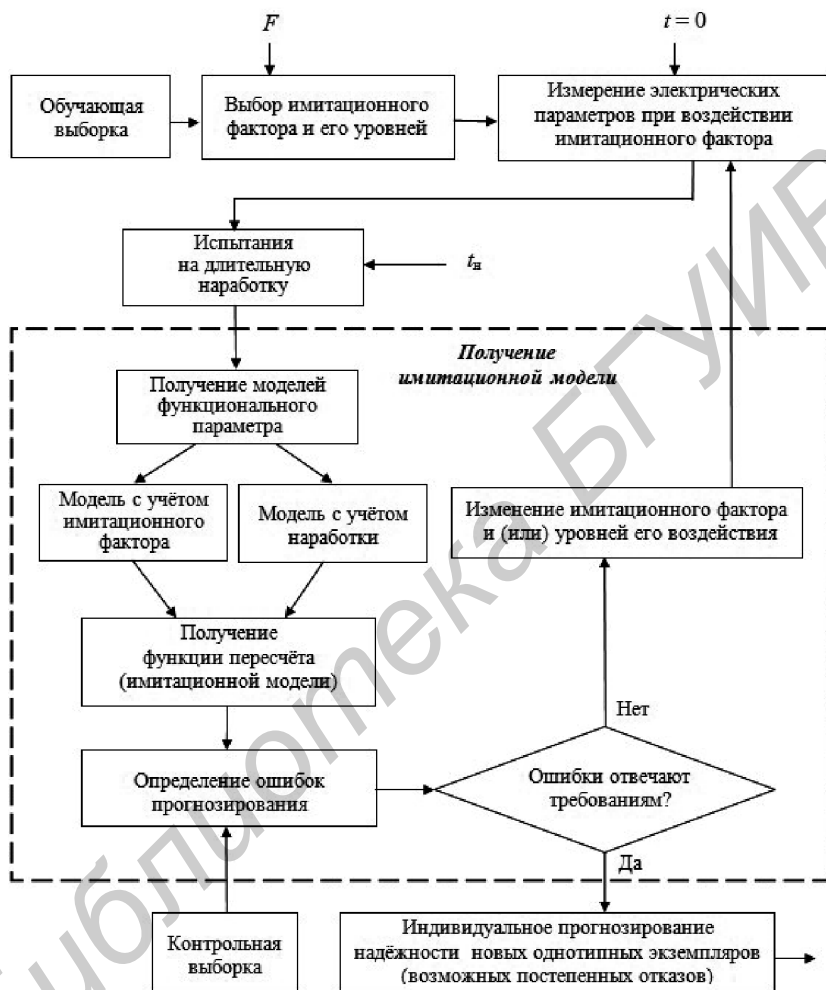 F
t = 0
Обучающая
выборка
Выбор имитационного
фактора и его уровней
Измерение электрических
параметров при воздействии
имитационного фактора
Испытания
на длительную
наработку
tн
Получение
имитационной модели
Получение моделей
функционального
параметра
Модель с учётом
имитационного
фактора
Модель с учётом
наработки
Изменение имитационного фактора
и (или) уровней его воздействия
Получение
функции пересчёта
(имитационной модели)
Нет
Определение ошибок
прогнозирования
Ошибки отвечают
требованиям?
Да
Контрольная
выборка
Индивидуальное прогнозирование
надёжности новых однотипных экземпляров
(возможных постепенных отказов)
Библиотека БГУИР